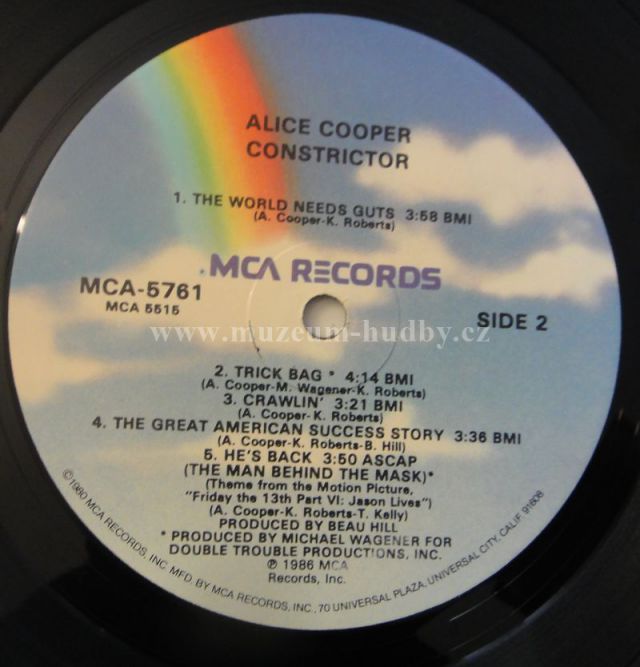 ALICE COOPER
CONSTRICTOR
1. THE WORLD NEEDS GUTS 3:58 BMI
(A. Cooper-K. Roberts)
MCA RECORDS
MCA-5761
MCA 5515
SIDE 2
www.muzeum-hudby.cz
2. TRICK BAG * 4:14 BMI
(A. Cooper-M. Wagener-K. Roberts)
3. CRAWLIN' 3:21 BMI
(A. Cooper-K. Roberts)
4. THE GREAT AMERICAN SUCCESS STORY 3:36 BMI
(A. Cooper-K. Roberts-B. Hill)
5. HE'S BACK 3:50 ASCAP
(THE MAN BEHIND THE MASK)*
(Theme from the Motion Picture,
"Friday the 13th Part VI: Jason Lives")
(A. Cooper-K. Roberts-T. Kelly)
PRODUCED BY BEAU HILL
* PRODUCED BY MICHAEL WAGENER FOR
DOUBLE TROUBLE PRODUCTIONS, INC.
℗ 1986 MCA
Records, Inc.
©1980 MCA RECORDS, INC. MFD. BY MCA RECORDS, INC., 70 UNIVERSAL PLAZA, UNIVERSAL CITY, CALIF. 91608